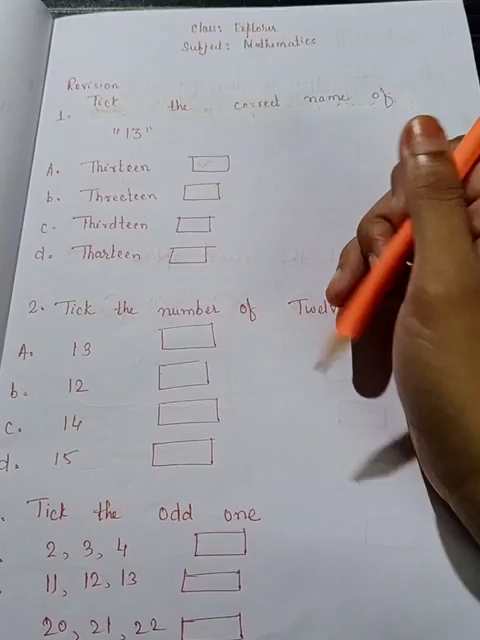 Class: Explorer
Subject: Mathematics
Revision
1. Tick the correct name of
"13"
A. Thirteen
b. Threeteen
c. Thirdteen
d. Tharteen
2. Tick the number of Twelv
A. 13
b. 12
c. 14
d. 15
Tick the odd one
2, 3, 4
11, 12, 13
20, 21, 22